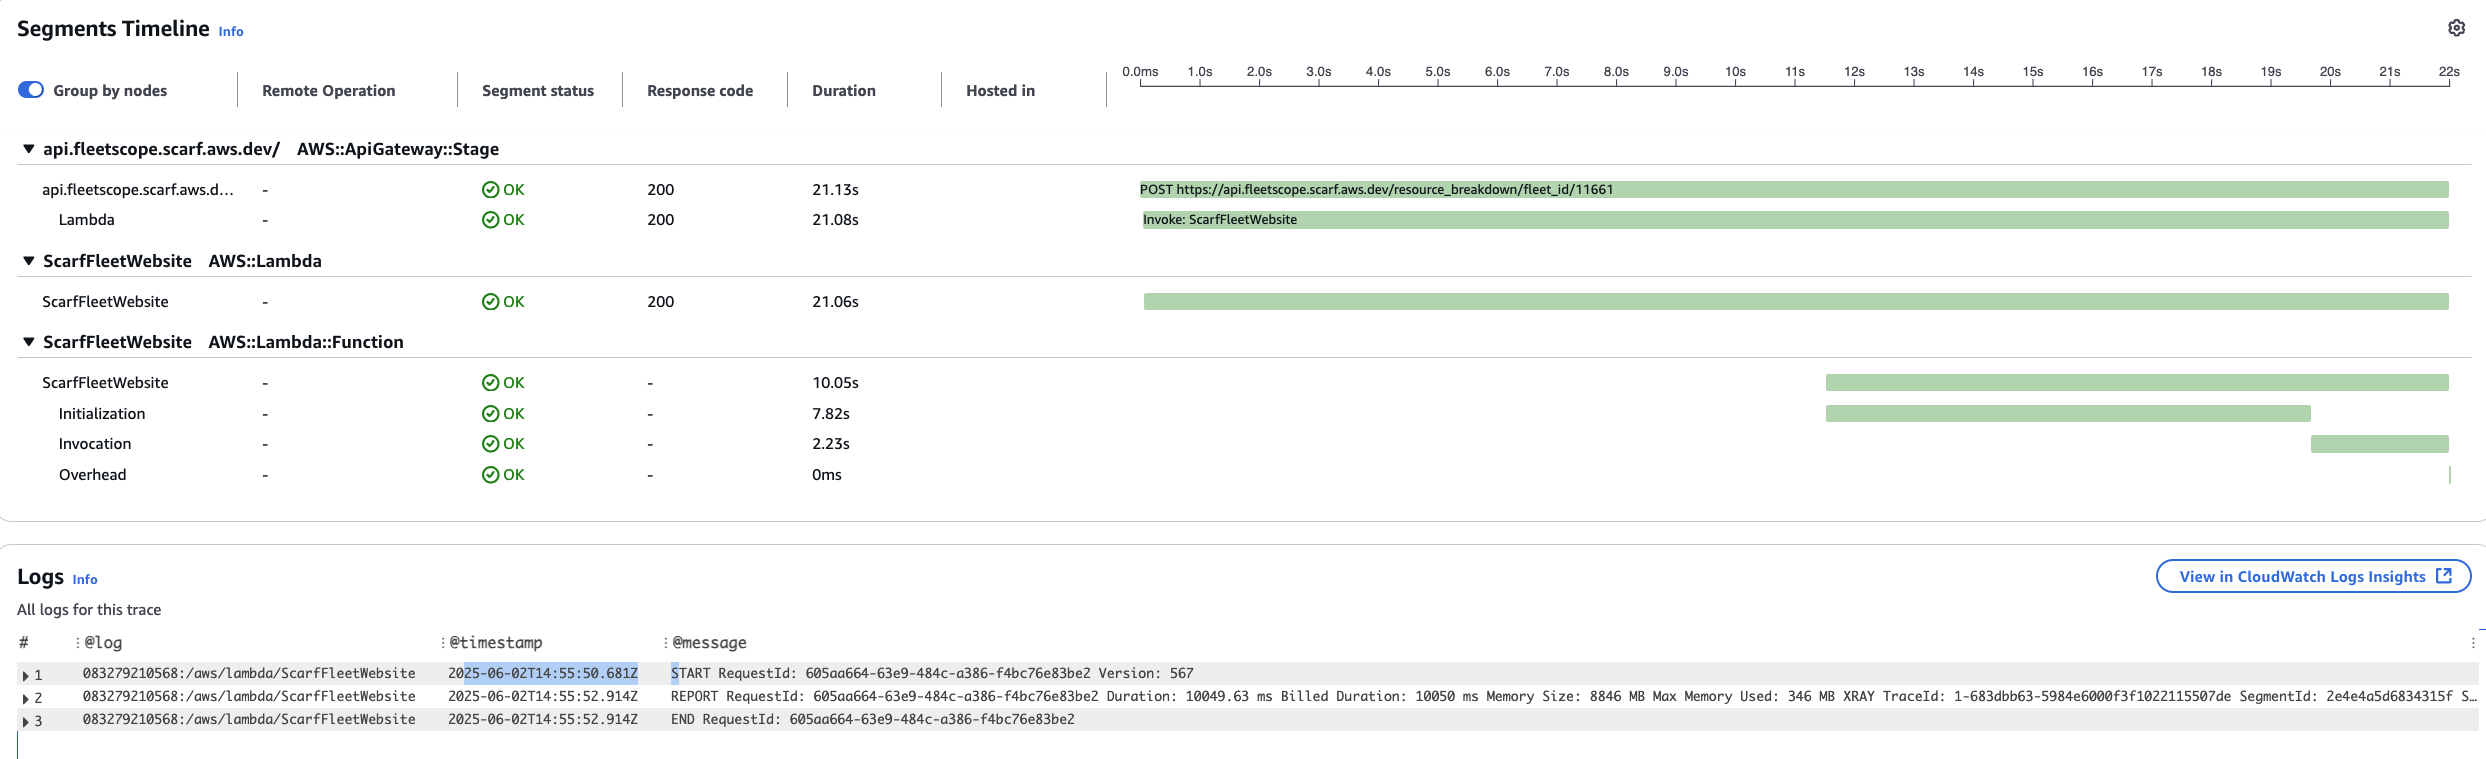 Segments Timeline Info
Group by nodes Remote Operation Segment status Response code Duration Hosted in 0.0ms 1.0s 2.0s 3.0s 4.0s 5.0s 6.0s 7.0s 8.0s 9.0s 10s 11s 12s 13s 14s 15s 16s 17s 18s 19s 20s 21s 22s
api.fleetscope.scarf.aws.dev/ AWS::ApiGateway::Stage
api.fleetscope.scarf.aws.d... - OK 200 21.13s POST https://api.fleetscope.scarf.aws.dev/resource_breakdown/fleet_id/11661
Lambda - OK 200 21.08s Invoke: ScarfFleetWebsite
ScarfFleetWebsite AWS::Lambda
ScarfFleetWebsite - OK 200 21.06s
ScarfFleetWebsite AWS::Lambda::Function
ScarfFleetWebsite - OK - 10.05s
Initialization - OK - 7.82s
Invocation - OK - 2.23s
Overhead - OK - 0ms
Logs Info
View in CloudWatch Logs Insights
All logs for this trace
# @log @timestamp @message
1 083279210568:/aws/lambda/ScarfFleetWebsite 2025-06-02T14:55:50.681Z START RequestId: 605aa664-63e9-484c-a386-f4bc76e83be2 Version: 567
2 083279210568:/aws/lambda/ScarfFleetWebsite 2025-06-02T14:55:52.914Z REPORT RequestId: 605aa664-63e9-484c-a386-f4bc76e83be2 Duration: 10049.63 ms Billed Duration: 10050 ms Memory Size: 8846 MB Max Memory Used: 346 MB XRAY TraceId: 1-683dbb63-5984e6000f3f1022115507de SegmentId: 2e4e4a5d6834315f S...
3 083279210568:/aws/lambda/ScarfFleetWebsite 2025-06-02T14:55:52.914Z END RequestId: 605aa664-63e9-484c-a386-f4bc76e83be2